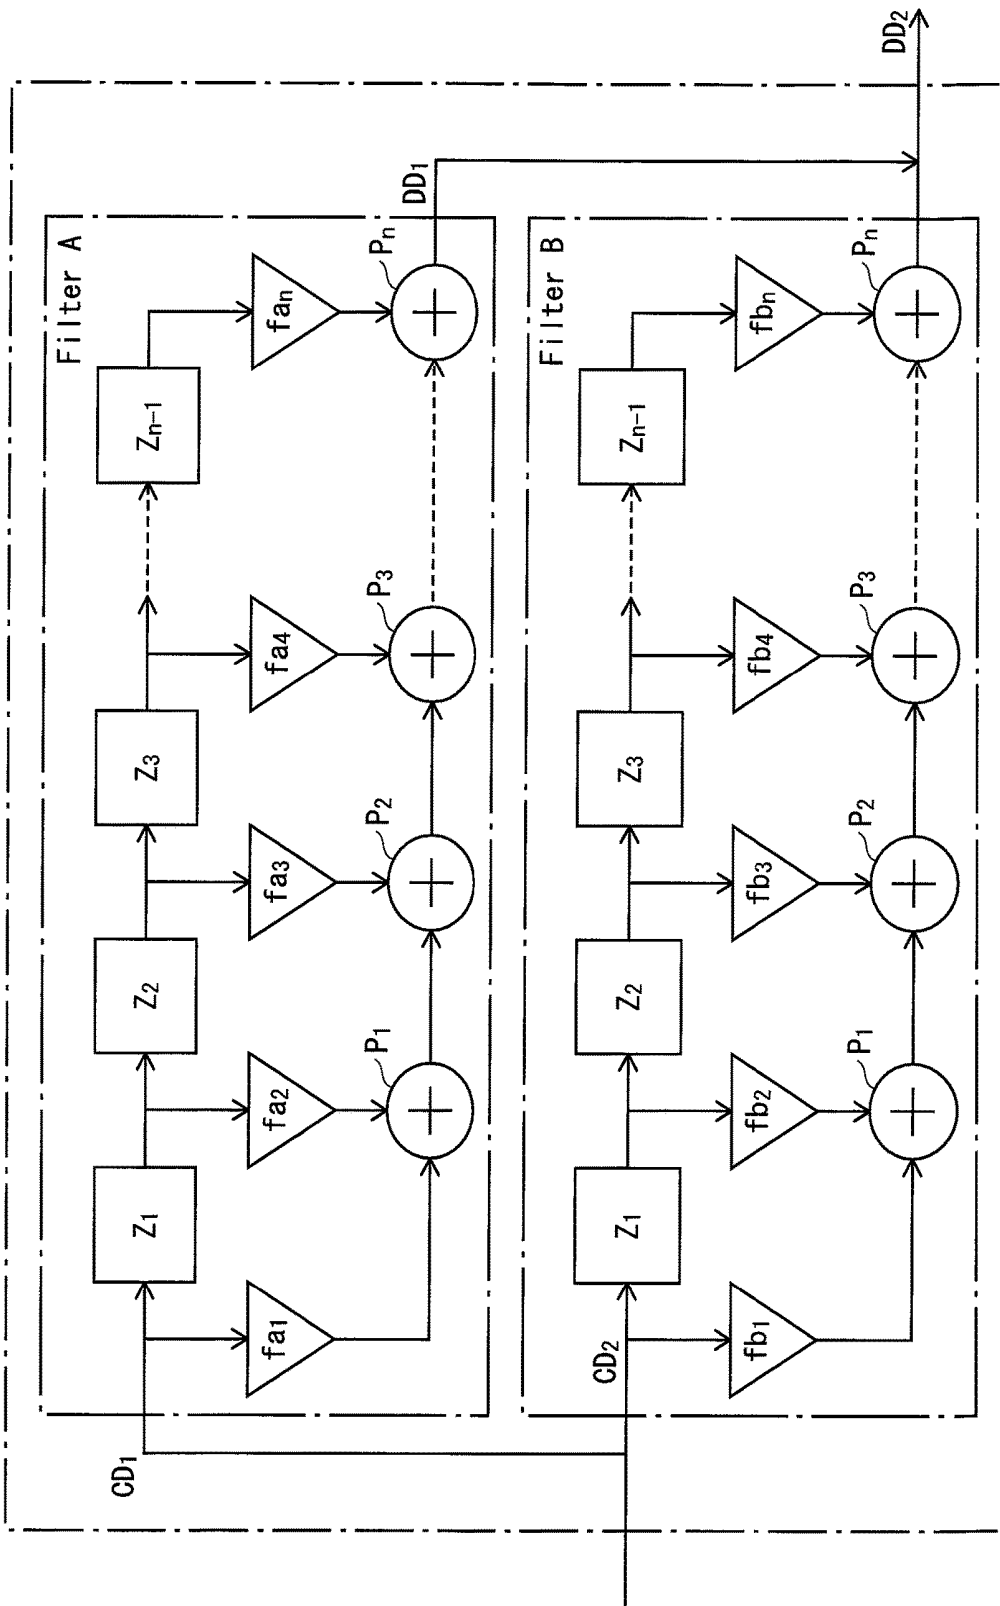 Filter A
CD1
Z1
Z2
Z3
Zn-1
fa1
fa2
fa3
fa4
fan
P1
P2
P3
Pn
DD1
Filter B
CD2
Z1
Z2
Z3
Zn-1
fb1
fb2
fb3
fb4
fbn
P1
P2
P3
Pn
DD2